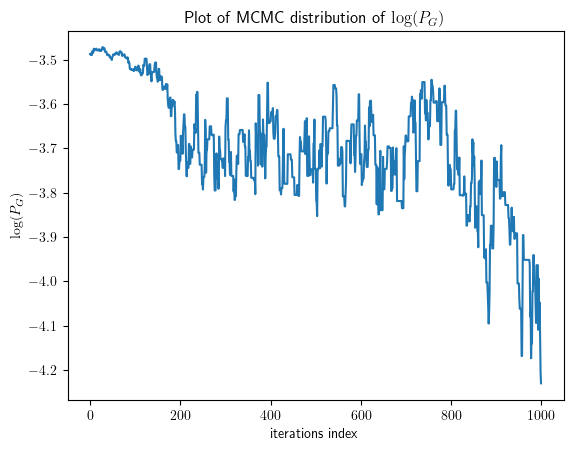 Plot of MCMC distribution of log(P_G)
−3.5
−3.6
−3.7
−3.8
−3.9
−4.0
−4.1
−4.2
log(P_G)
0 200 400 600 800 1000
iterations index